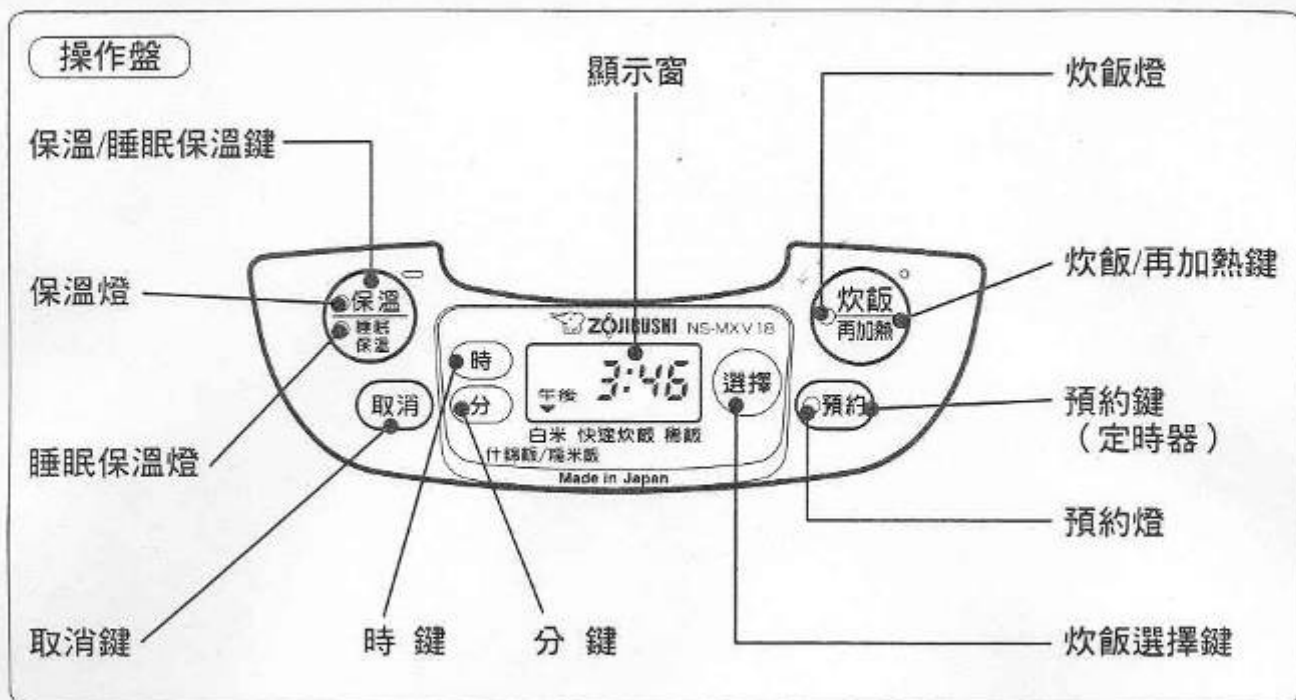 操作盤
顯示窗
炊飯燈
保溫/睡眠保溫鍵
保溫燈
炊飯/再加熱鍵
保溫
睡眠
保溫
炊飯
再加熱
ZOJIRUSHI NS-MXV18
時
午後 3:46
選擇
取消
分
預約
預約鍵
(定時器)
白米 快速炊飯 稀飯
什錦飯/糯米飯
Made in Japan
睡眠保溫燈
預約燈
取消鍵
時 鍵
分 鍵
炊飯選擇鍵